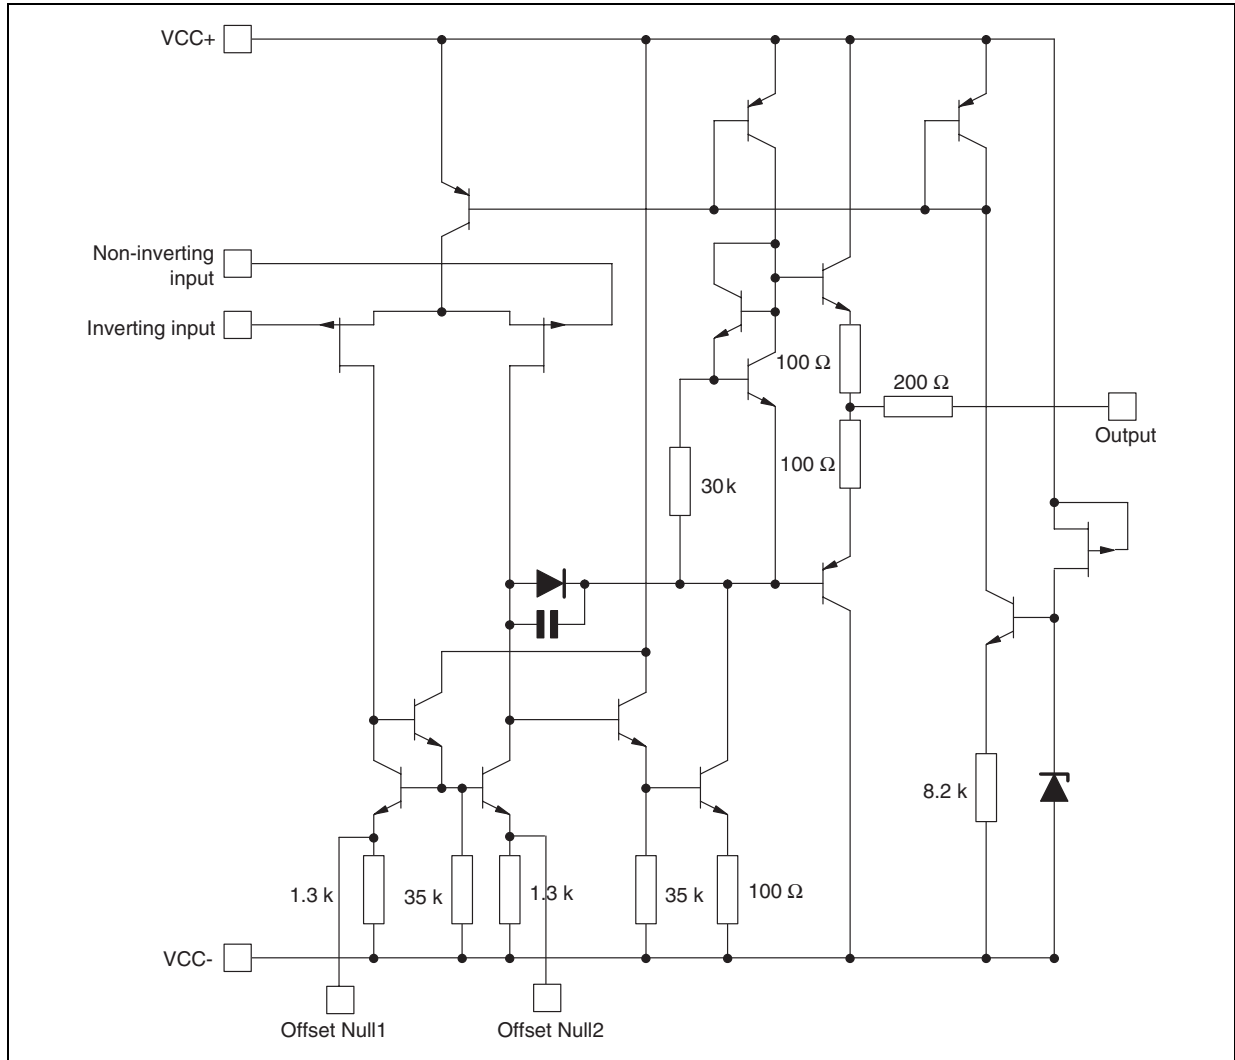 VCC+
Non-inverting
input
Inverting input
100 Ω
200 Ω
Output
100 Ω
30k
8.2 k
1.3 k
35 k
1.3 k
35 k
100 Ω
VCC-
Offset Null1
Offset Null2